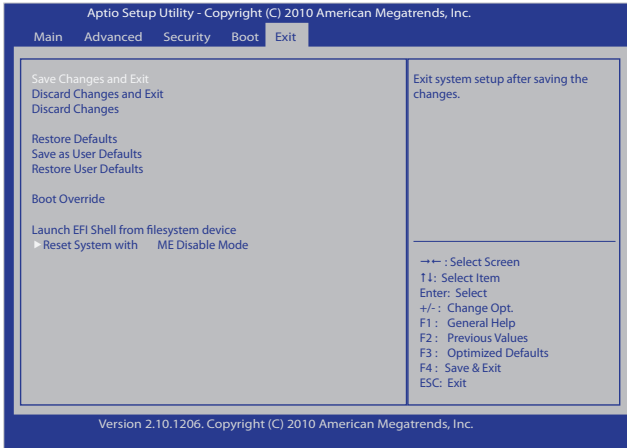 Aptio Setup Utility - Copyright (C) 2010 American Megatrends, Inc.
Main Advanced Security Boot Exit
Save Changes and Exit
Discard Changes and Exit
Discard Changes
Restore Defaults
Save as User Defaults
Restore User Defaults
Boot Override
Launch EFI Shell from filesystem device
▶Reset System with ME Disable Mode
Exit system setup after saving the
changes.
→← : Select Screen
↑↓: Select Item
Enter: Select
+/- : Change Opt.
F1 : General Help
F2 : Previous Values
F3 : Optimized Defaults
F4 : Save & Exit
ESC: Exit
Version 2.10.1206. Copyright (C) 2010 American Megatrends, Inc.